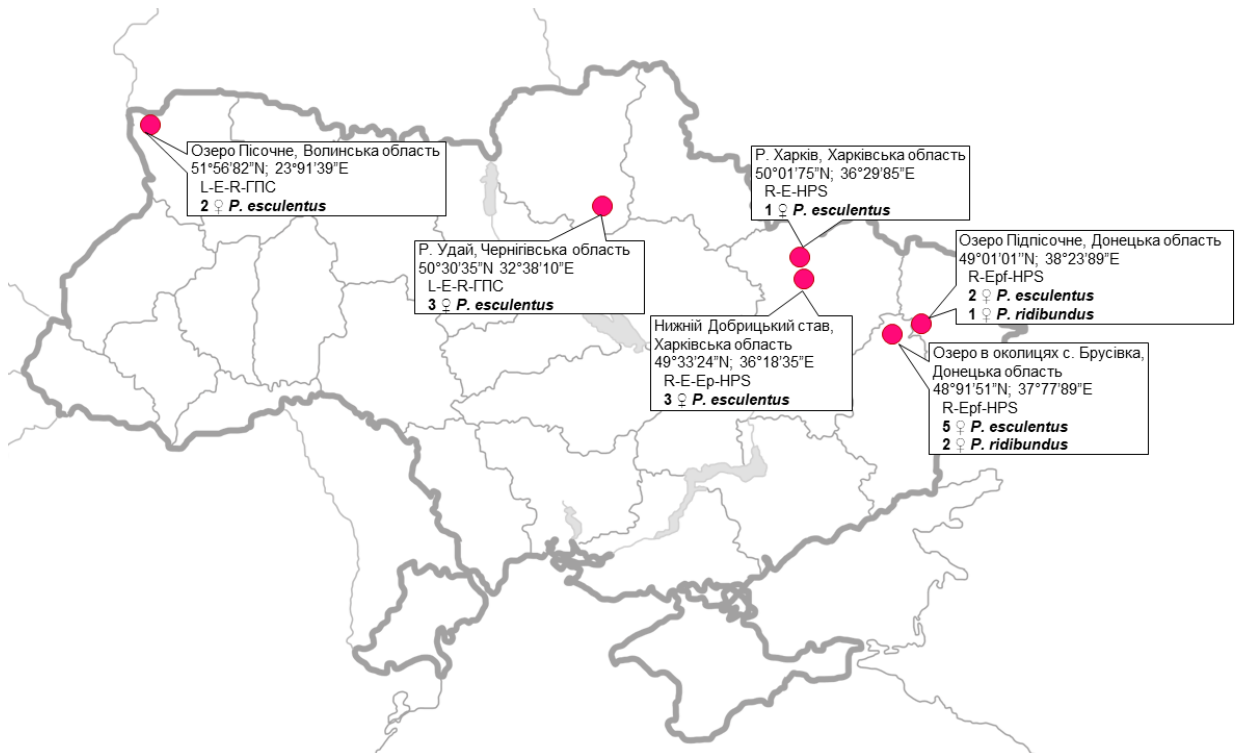 Озеро Пісочне, Волинська область
51°56’82”N; 23°91’39”E
L-E-R-ГПС
2 ♀ P. esculentus
Р. Удай, Чернігівська область
50°30’35”N 32°38’10”E
L-E-R-ГПС
3 ♀ P. esculentus
Р. Харків, Харківська область
50°01’75”N; 36°29’85”E
R-E-HPS
1 ♀ P. esculentus
Нижній Добрицький став,
Харківська область
49°33’24”N; 36°18’35”E
R-E-Ep-HPS
3 ♀ P. esculentus
Озеро Підпісочне, Донецька область
49°01’01’’N; 38°23’89”E
R-Epf-HPS
2 ♀ P. esculentus
1 ♀ P. ridibundus
Озеро в околицях с. Брусівка,
Донецька область
48°91’51”N; 37°77’89”E
R-Epf-HPS
5 ♀ P. esculentus
2 ♀ P. ridibundus